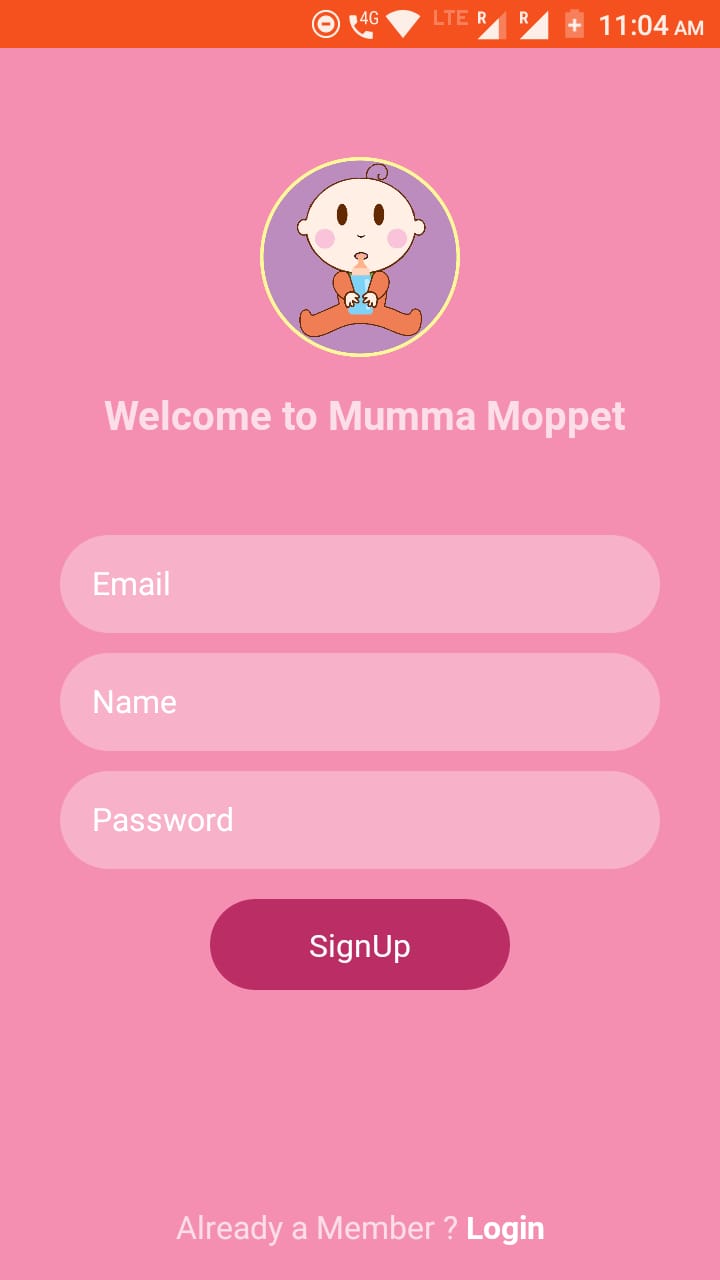 4G LTE R R 11:04 AM
Welcome to Mumma Moppet
Email
Name
Password
SignUp
Already a Member ? Login